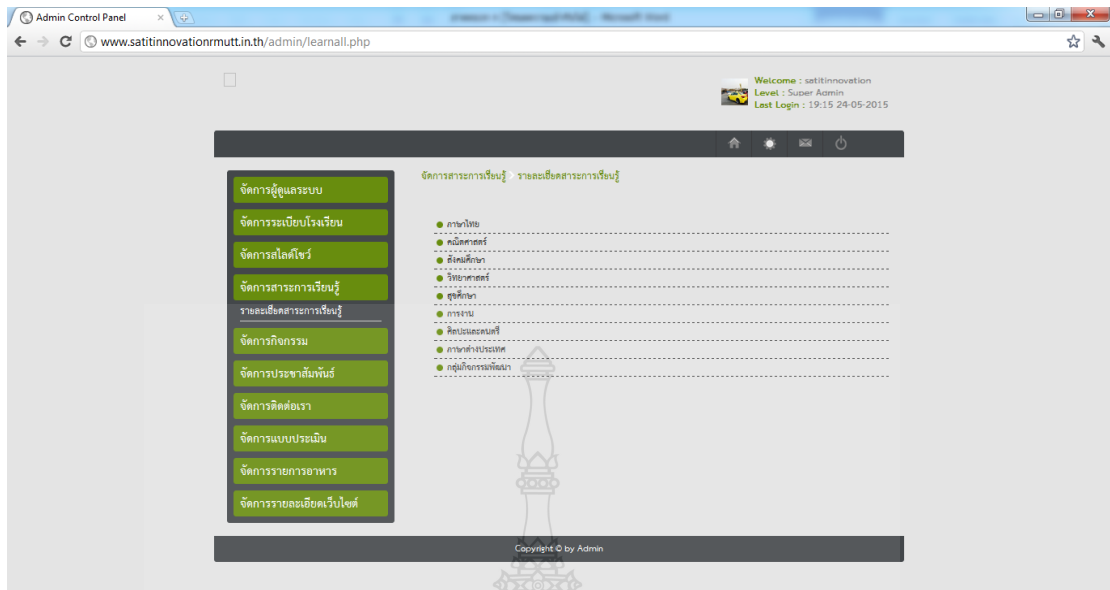 Admin Control Panel
www.satitinnovationrmutt.in.th/admin/learnall.php
Welcome : satitinnovation
Level : Super Admin
Last Login : 19:15 24-05-2015
จัดการสาระการเรียนรู้ รายละเอียดสาระการเรียนรู้
จัดการผู้ดูแลระบบ
จัดการระเบียบโรงเรียน
จัดการสไลด์โชว์
จัดการสาระการเรียนรู้
รายละเอียดสาระการเรียนรู้
จัดการกิจกรรม
จัดการประชาสัมพันธ์
จัดการติดต่อเรา
จัดการแบบประเมิน
จัดการรายการอาหาร
จัดการรายละเอียดเว็บไซต์
ภาษาไทย
คณิตศาสตร์
สังคมศึกษา
วิทยาศาสตร์
สุขศึกษา
การงาน
ศิลปะและดนตรี
ภาษาต่างประเทศ
กลุ่มกิจกรรมพัฒนา
Copyright © by Admin